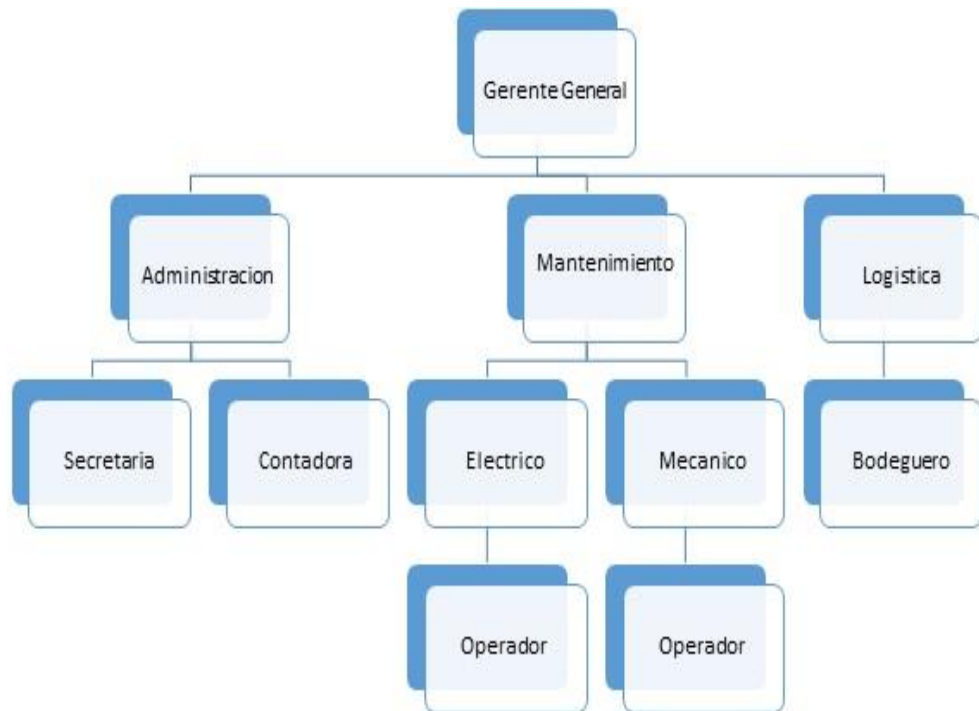 Gerente General
Administracion
Mantenimiento
Logistica
Secretaria
Contadora
Electrico
Mecanico
Bodeguero
Operador
Operador